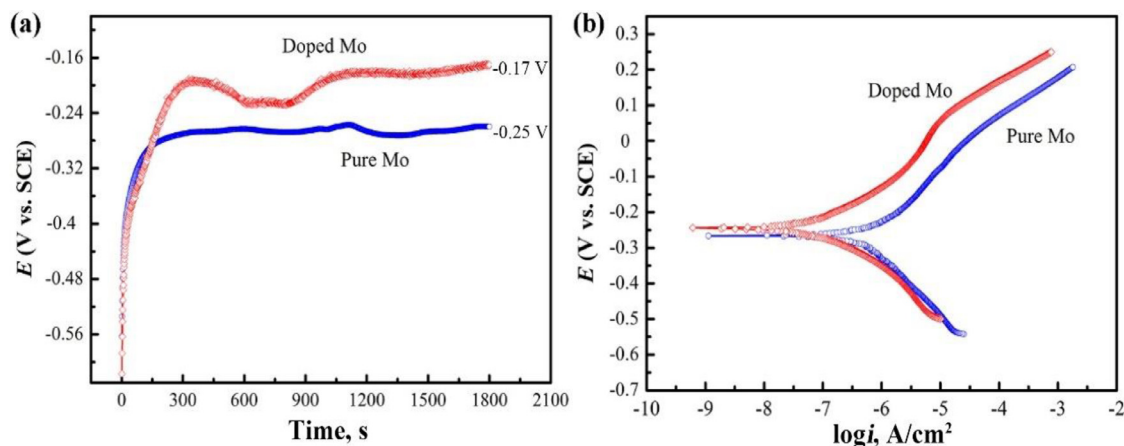 (a)
Doped Mo
-0.17 V
-0.25 V
Pure Mo
-0.16
-0.24
-0.32
-0.4
-0.48
-0.56
E (V vs. SCE)
0 300 600 900 1200 1500 1800 2100
Time, s
(b)
Doped Mo
Pure Mo
0.3
0.2
0.1
0
-0.1
-0.2
-0.3
-0.4
-0.5
-0.6
-0.7
E (V vs. SCE)
-10 -9 -8 -7 -6 -5 -4 -3 -2 -1
logi, A/cm²